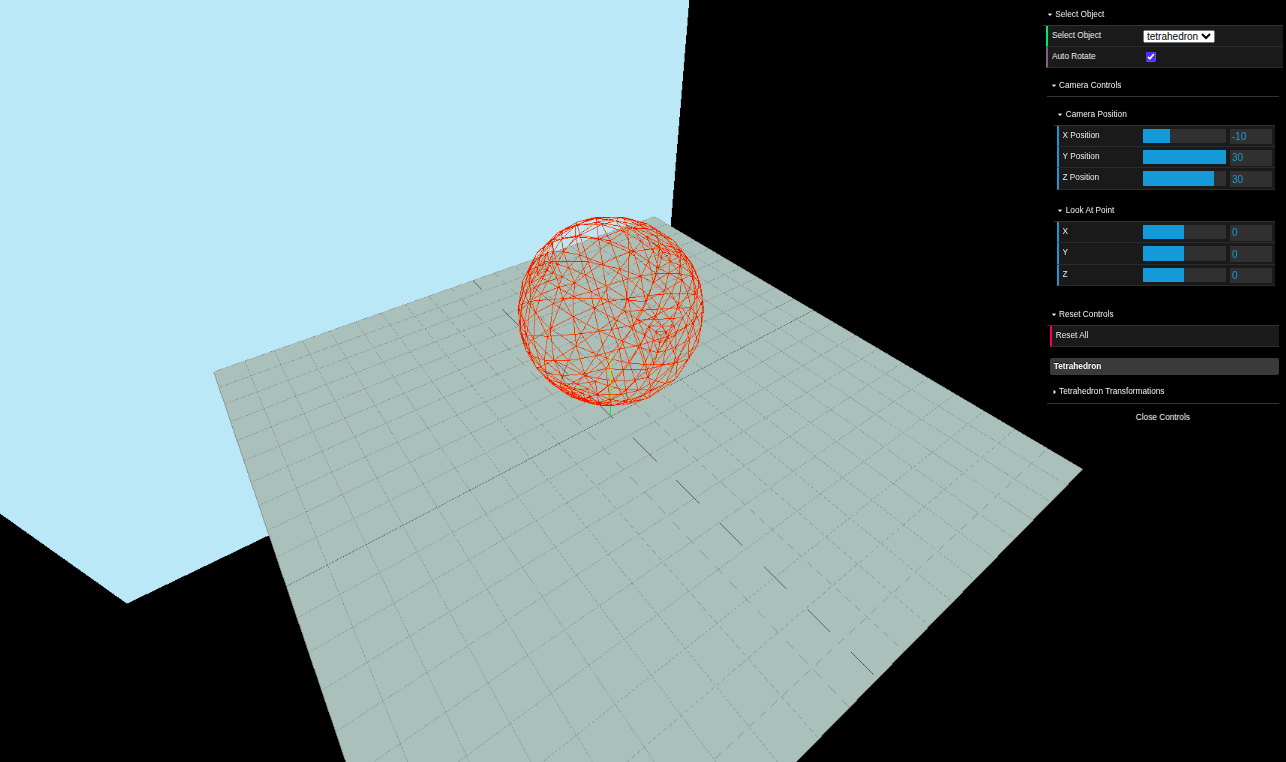 Select Object
Select Object tetrahedron
Auto Rotate
Camera Controls
Camera Position
X Position -10
Y Position 30
Z Position 30
Look At Point
X 0
Y 0
Z 0
Reset Controls
Reset All
Tetrahedron
Tetrahedron Transformations
Close Controls